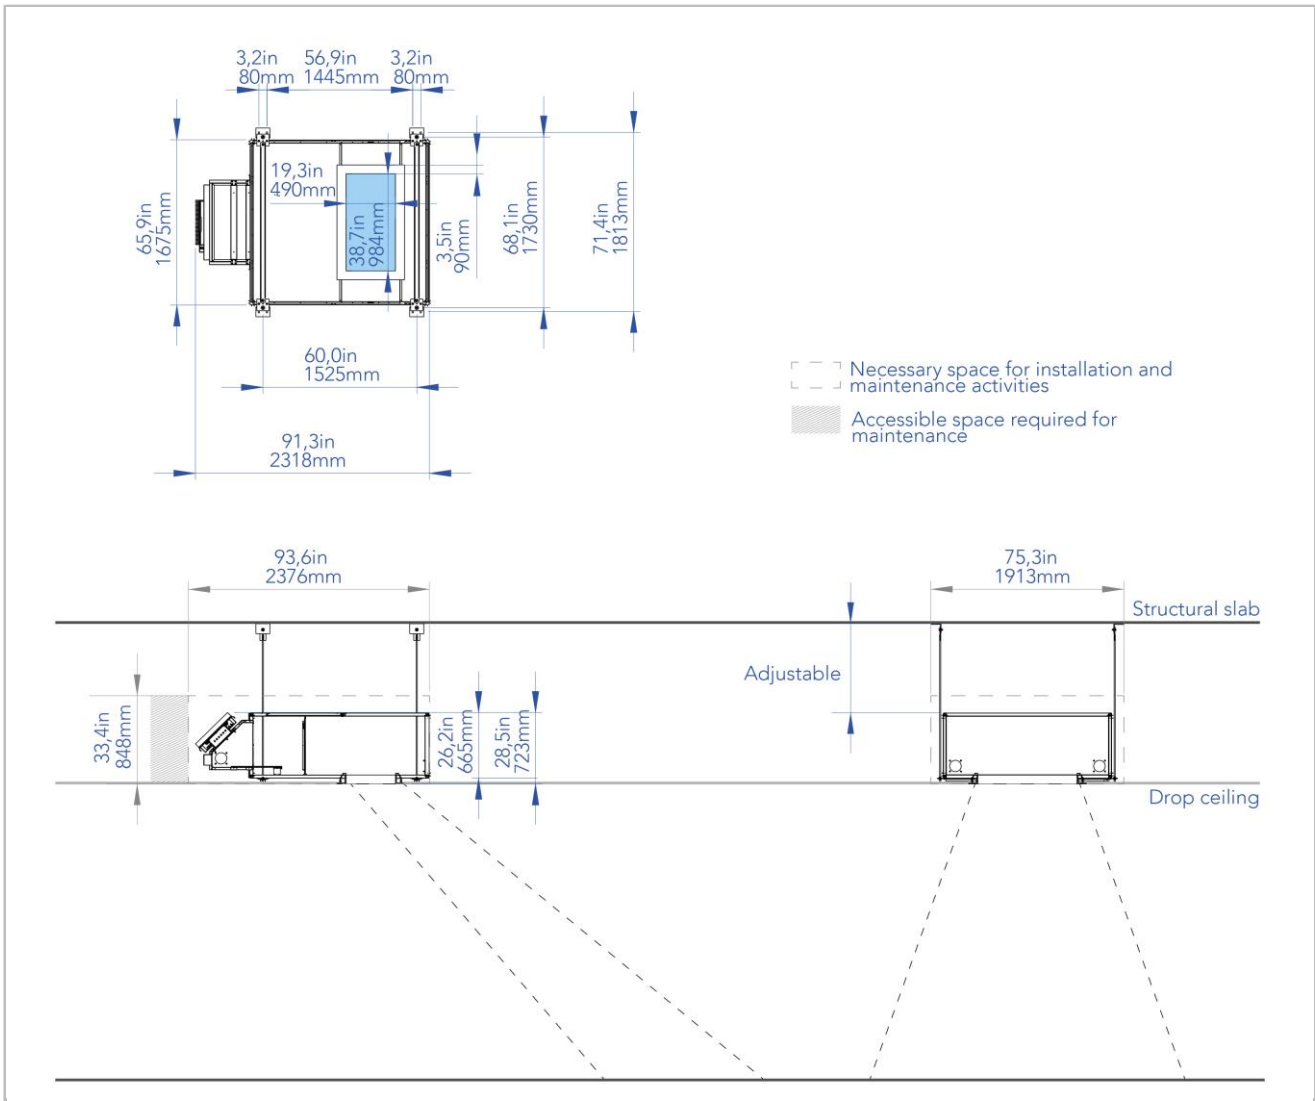 3,2in
80mm
56,9in
1445mm
3,2in
80mm
19,3in
490mm
65,9in
1675mm
38,7in
984mm
3,5in
90mm
68,1in
1730mm
71,4in
1813mm
60,0in
1525mm
91,3in
2318mm
Necessary space for installation and
maintenance activities
Accessible space required for
maintenance
93,6in
2376mm
75,3in
1913mm
Structural slab
Adjustable
33,4in
848mm
26,2in
665mm
28,5in
723mm
Drop ceiling